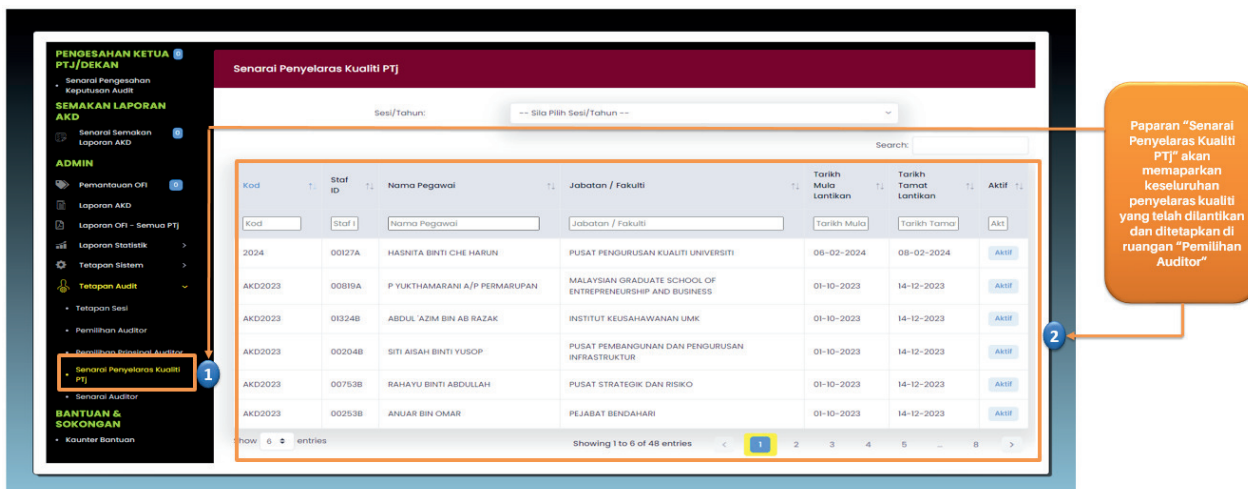 PENGESAHAN KETUA 0
PTJ/DEKAN
Senarai Pengesahan
Keputusan Audit
SEMAKAN LAPORAN
AKD
Senarai Semakan 0
Laporan AKD
ADMIN
Pemantauan OFI 0
Laporan AKD
Laporan OFI - Semua PTj
Laporan Statistik >
Tetapan Sistem >
Tetapan Audit
Tetapan Sesi
Pemilihan Auditor
Pemilihan Prinsipal Auditor
Senarai Penyelaras Kualiti
PTj
1
Senarai Auditor
BANTUAN &
SOKONGAN
Kaunter Bantuan
Senarai Penyelaras Kualiti PTj
Sesi/Tahun: -- Sila Pilih Sesi/Tahun --
Search:
Kod Staf ID Nama Pegawai Jabatan / Fakulti Tarikh Mula Lantikan Tarikh Tamat Lantikan Aktif
Kod Staf I Nama Pegawai Jabatan / Fakulti Tarikh Mula Tarikh Tama Akt
2024 00127A HASNITA BINTI CHE HARUN PUSAT PENGURUSAN KUALITI UNIVERSITI 06-02-2024 08-02-2024 Aktif
AKD2023 00819A P YUKTHAMARANI A/P PERMARUPAN MALAYSIAN GRADUATE SCHOOL OF ENTREPRENEURSHIP AND BUSINESS 01-10-2023 14-12-2023 Aktif
AKD2023 01324B ABDUL 'AZIM BIN AB RAZAK INSTITUT KEUSAHAWANAN UMK 01-10-2023 14-12-2023 Aktif
AKD2023 00204B SITI AISAH BINTI YUSOP PUSAT PEMBANGUNAN DAN PENGURUSAN INFRASTRUKTUR 01-10-2023 14-12-2023 Aktif
AKD2023 00753B RAHAYU BINTI ABDULLAH PUSAT STRATEGIK DAN RISIKO 01-10-2023 14-12-2023 Aktif
AKD2023 00253B ANUAR BIN OMAR PEJABAT BENDAHARI 01-10-2023 14-12-2023 Aktif
how 6 entries Showing 1 to 6 of 48 entries < 1 2 3 4 5 ... 8 >
2
Paparan "Senarai
Penyelaras Kualiti
PTj" akan
memaparkan
keseluruhan
penyelaras kualiti
yang telah dilantikan
dan ditetapkan di
ruangan "Pemilihan
Auditor"